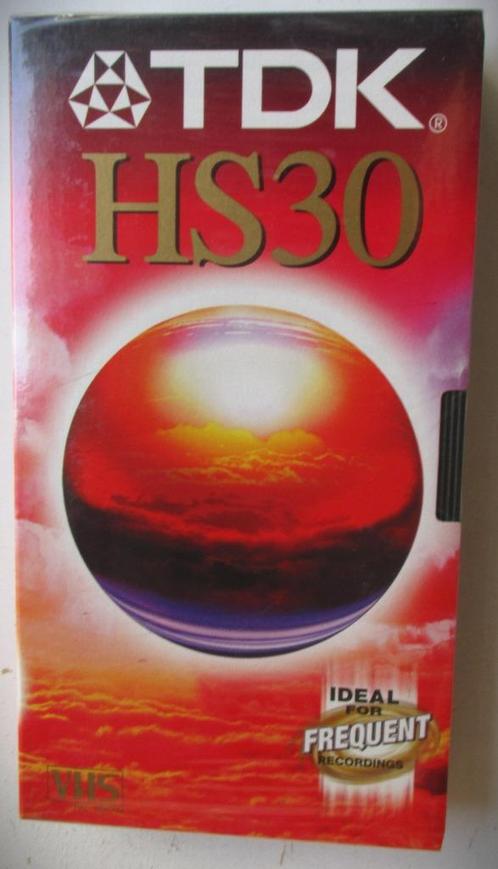 TDK®
HS30
IDEAL
FOR
FREQUENT
RECORDINGS
VHS